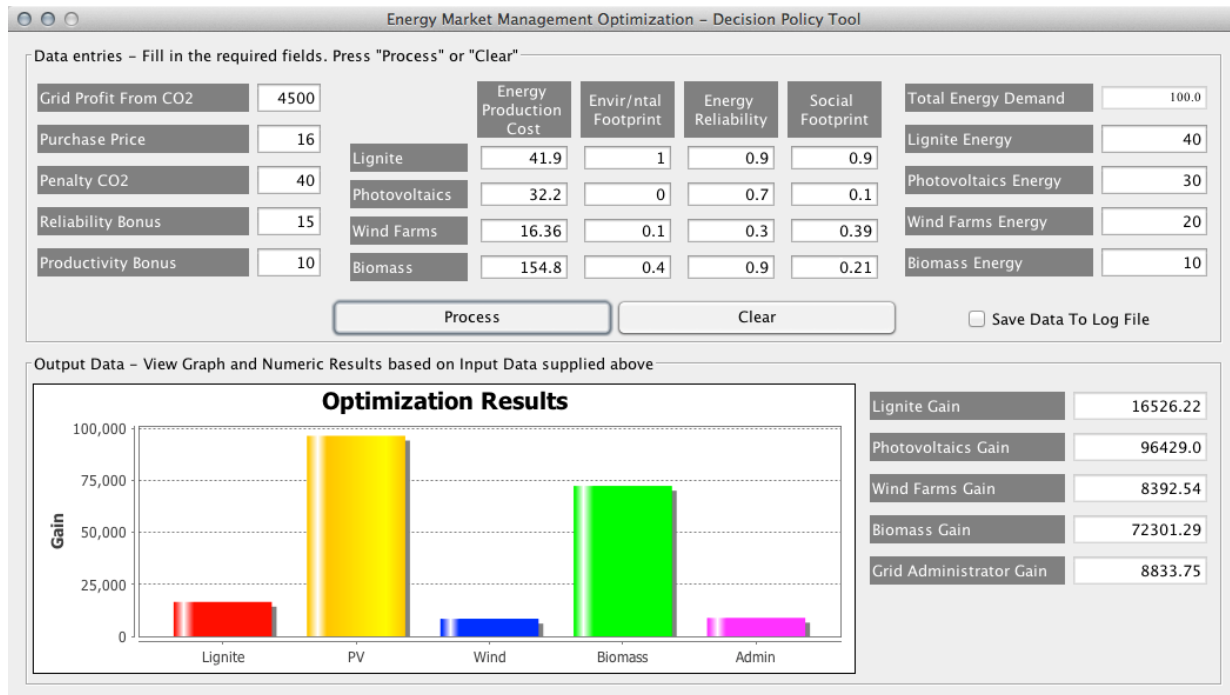 Energy Market Management Optimization – Decision Policy Tool
Data entries – Fill in the required fields. Press "Process" or "Clear"
Grid Profit From CO2 4500
Purchase Price 16
Penalty CO2 40
Reliability Bonus 15
Productivity Bonus 10
Energy Production Cost Envir/ntal Footprint Energy Reliability Social Footprint
Lignite 41.9 1 0.9 0.9
Photovoltaics 32.2 0 0.7 0.1
Wind Farms 16.36 0.1 0.3 0.39
Biomass 154.8 0.4 0.9 0.21
Total Energy Demand 100.0
Lignite Energy 40
Photovoltaics Energy 30
Wind Farms Energy 20
Biomass Energy 10
Process Clear Save Data To Log File
Output Data – View Graph and Numeric Results based on Input Data supplied above
Optimization Results
Gain
100,000
75,000
50,000
25,000
0
Lignite PV Wind Biomass Admin
Lignite Gain 16526.22
Photovoltaics Gain 96429.0
Wind Farms Gain 8392.54
Biomass Gain 72301.29
Grid Administrator Gain 8833.75